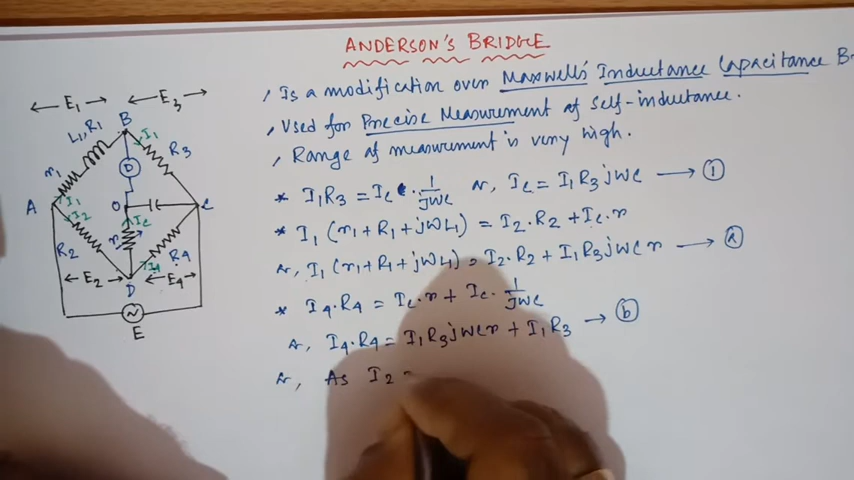 ANDERSON'S BRIDGE
, Is a modification over Maxwell's Inductance Capacitance B
, Used for Precise Measurement of Self-inductance.
, Range of measurement is very high.
* I1R3 = Ic · 1/jωc or, Ic = I1R3jωc → (1)
* I1(r1 + R1 + jωL1) = I2·R2 + Ic·r
or, I1(r1 + R1 + jωL1) = I2·R2 + I1R3jωcr → (a)
* I4·R4 = Ic·r + Ic · 1/jωc
or, I4·R4 = I1R3jωcr + I1R3 → (b)
or, As I2 =
E1 E3
B
L1,R1 I1
r1 D R3
A I1 O C
I2 Ic
R2 r R4
I4
E2 D E4
E